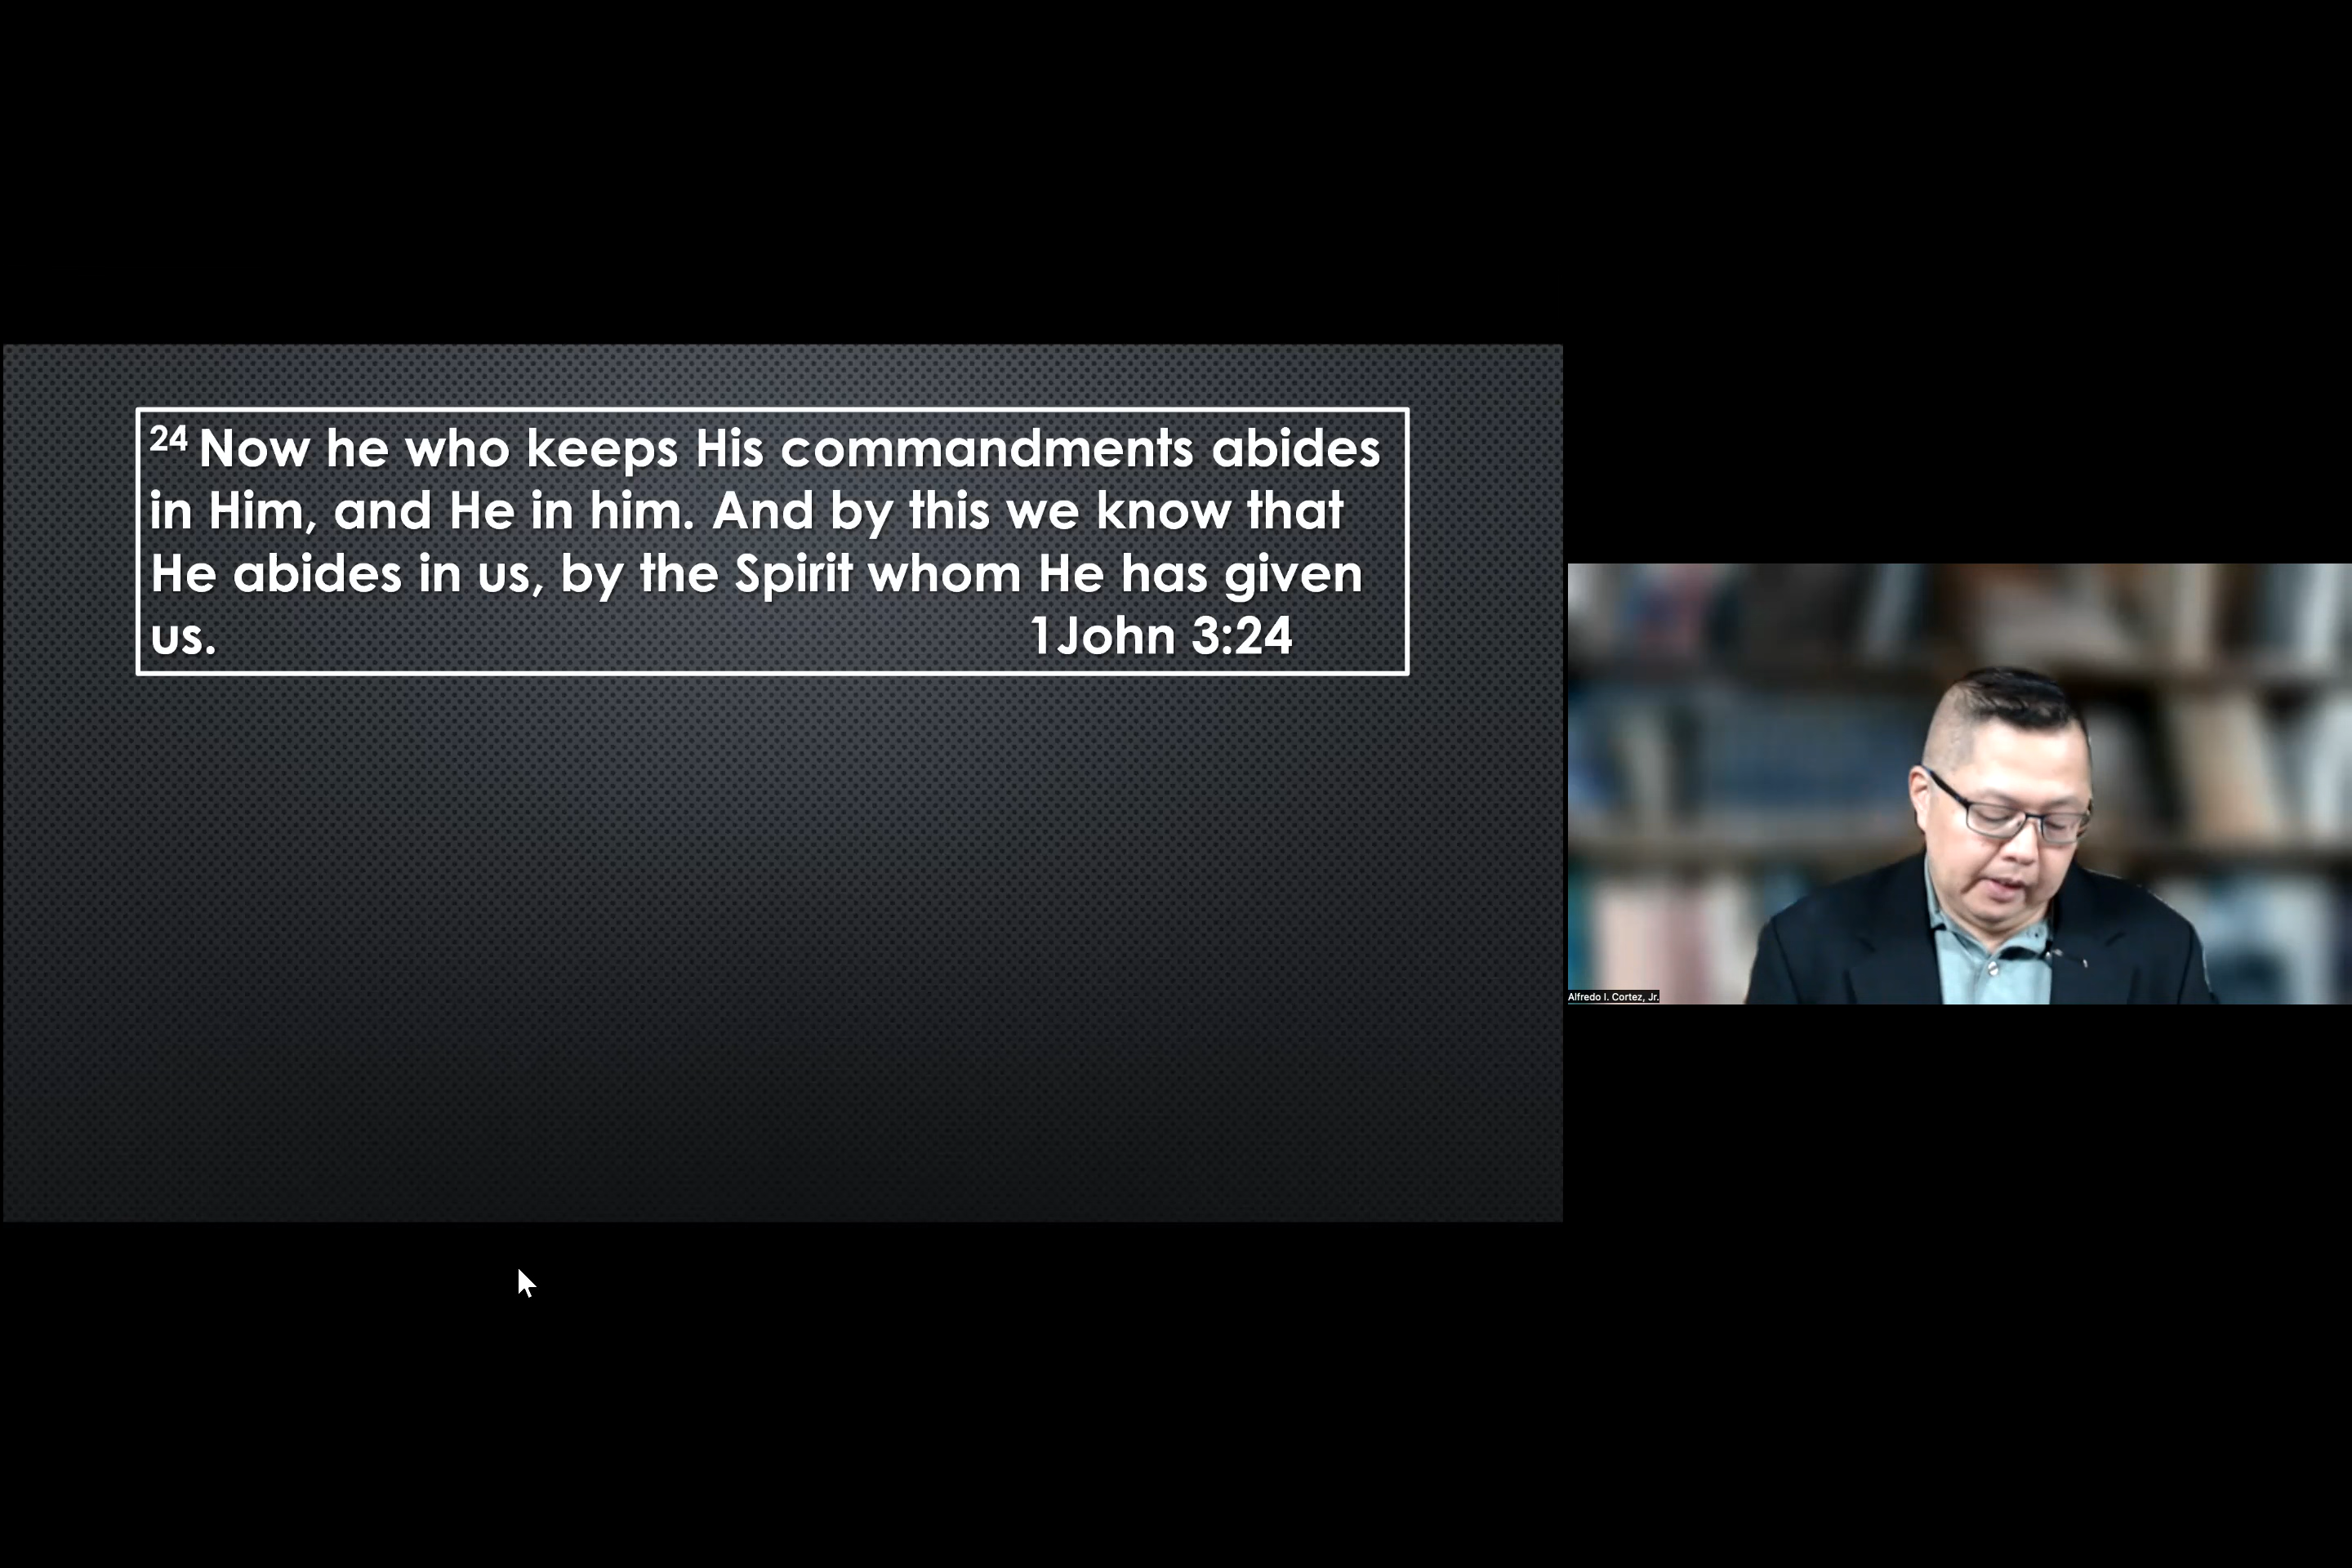 24 Now he who keeps His commandments abides
in Him, and He in him. And by this we know that
He abides in us, by the Spirit whom He has given
us. 1John 3:24
Alfredo I. Cortez, Jr.